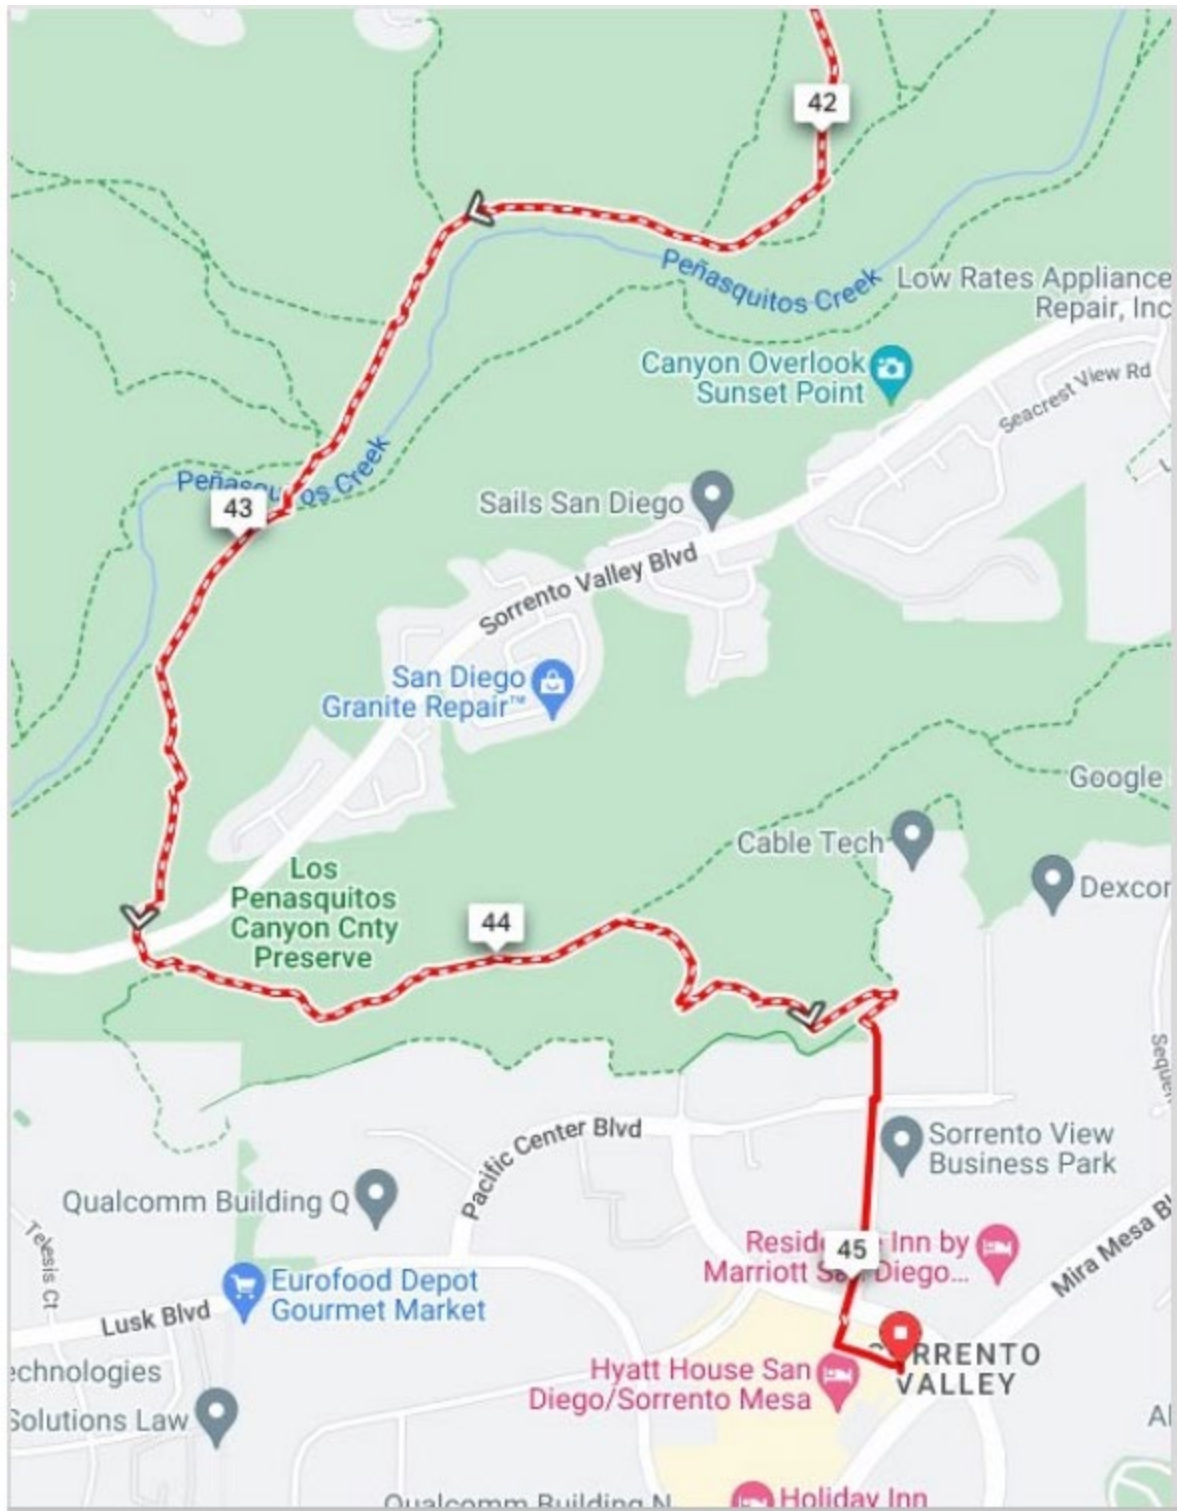 42
Peñasquitos Creek
Low Rates Appliance
Repair, Inc
Canyon Overlook
Sunset Point
Seacrest View Rd
Peñasquitos Creek
43
Sails San Diego
Sorrento Valley Blvd
San Diego
Granite Repair™
Google
Cable Tech
Dexcor
Los
Penasquitos
Canyon Cnty
Preserve
44
Pacific Center Blvd
Sorrento View
Business Park
Qualcomm Building Q
Telesis Ct
45
Inn by
Marriott San Diego...
Mira Mesa Bl
Eurofood Depot
Gourmet Market
Lusk Blvd
SORRENTO
VALLEY
echnologies
Hyatt House San
Diego/Sorrento Mesa
Solutions Law
Al
Qualcomm Building N
Holiday Inn